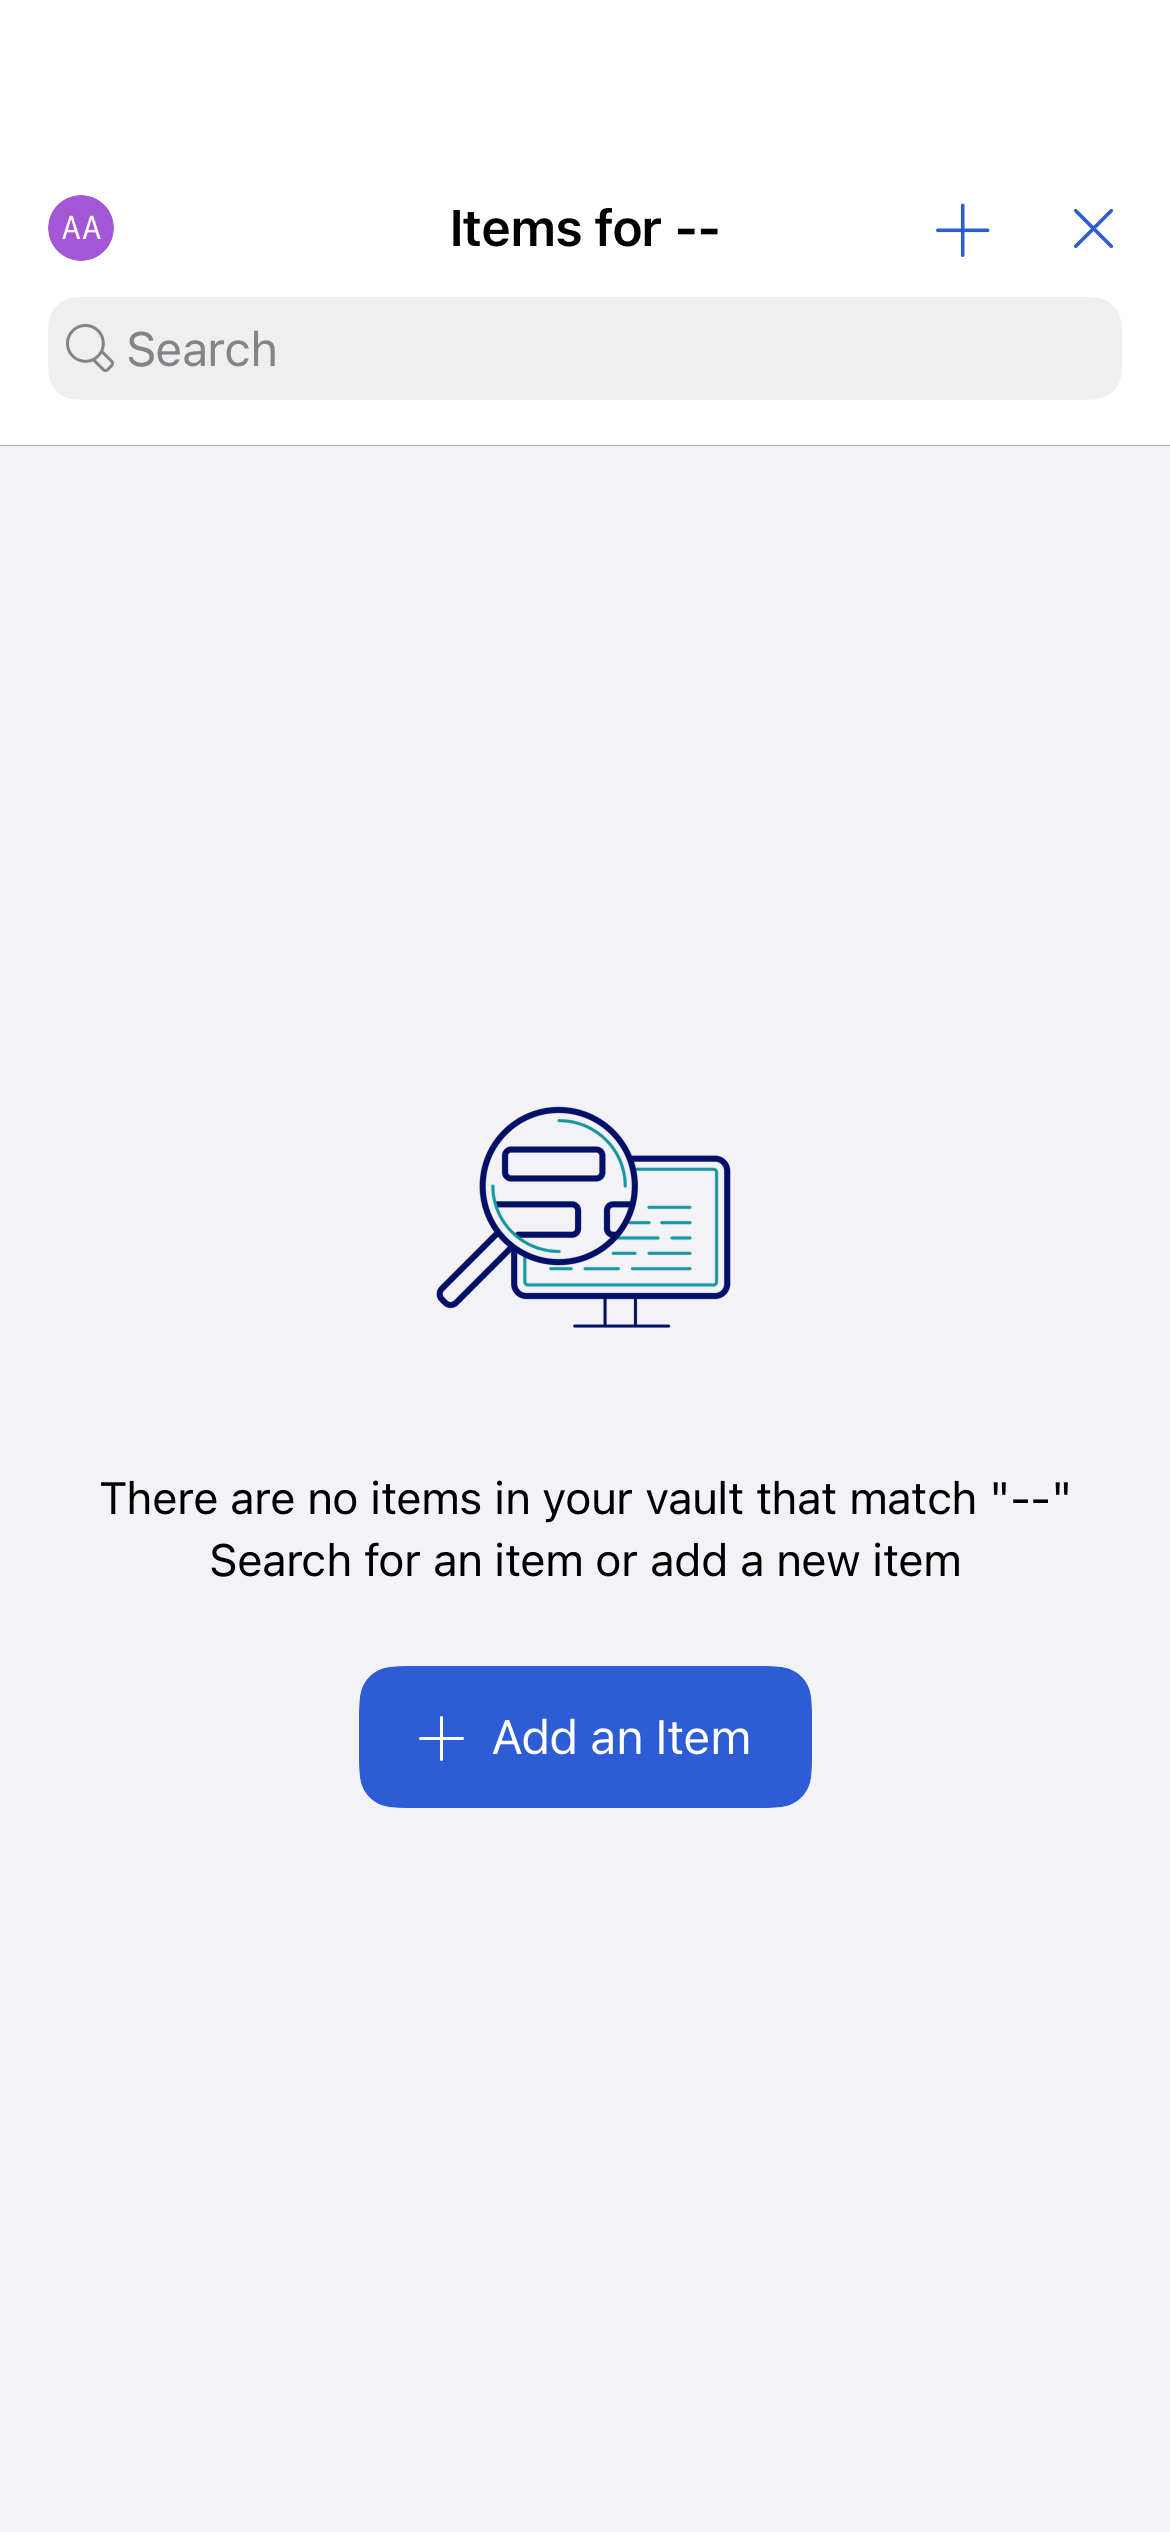 AA
Items for --
Search
There are no items in your vault that match "--"
Search for an item or add a new item
Add an Item